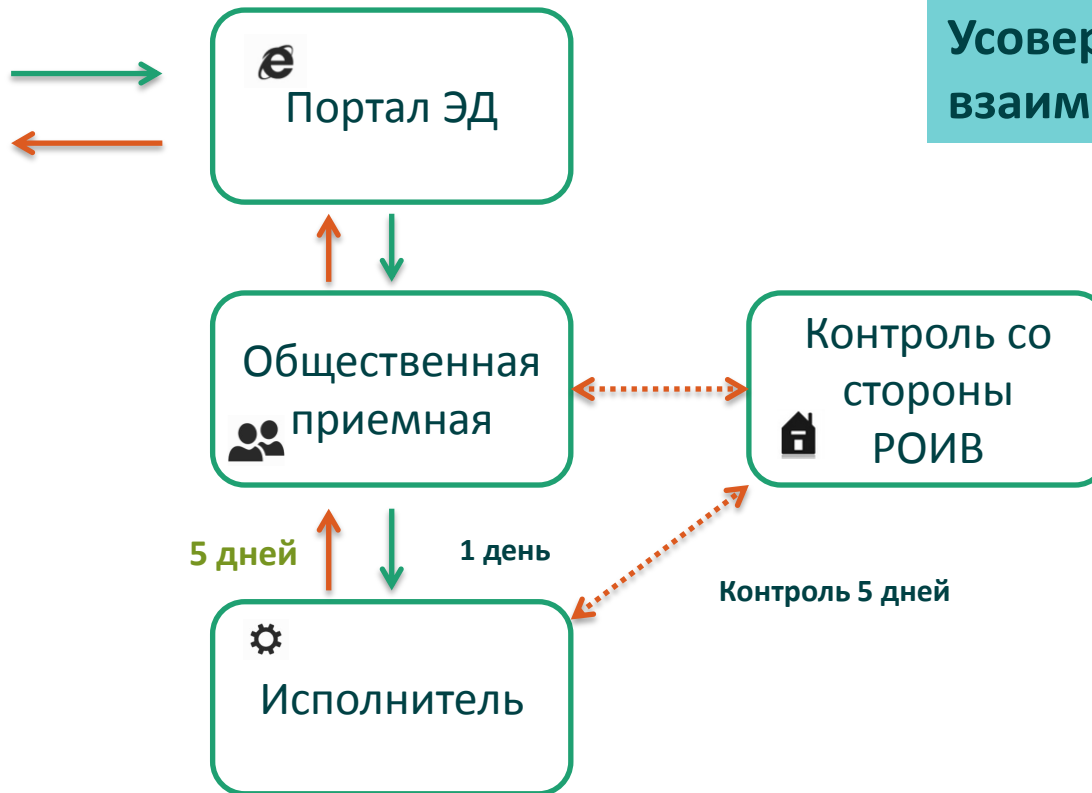 Усовер
взаим
Портал ЭД
Общественная
приемная
Контроль со
стороны
РОИВ
5 дней
1 день
Контроль 5 дней
Исполнитель